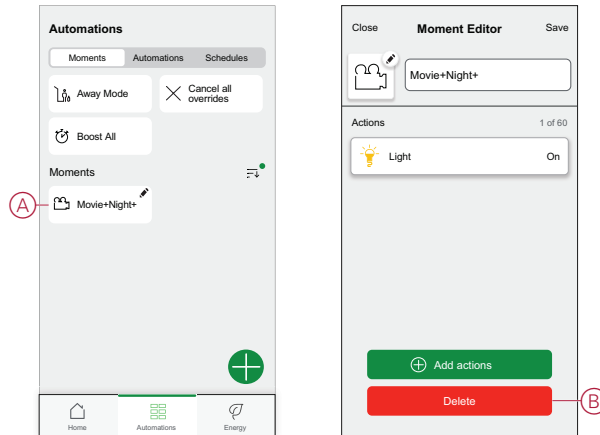 Automations
Moments Automations Schedules
Away Mode
Cancel all
overrides
Boost All
Moments
A
Movie+Night+
Home Automations Energy
Close Moment Editor Save
Movie+Night+
Actions 1 of 60
Light On
Add actions
Delete
B